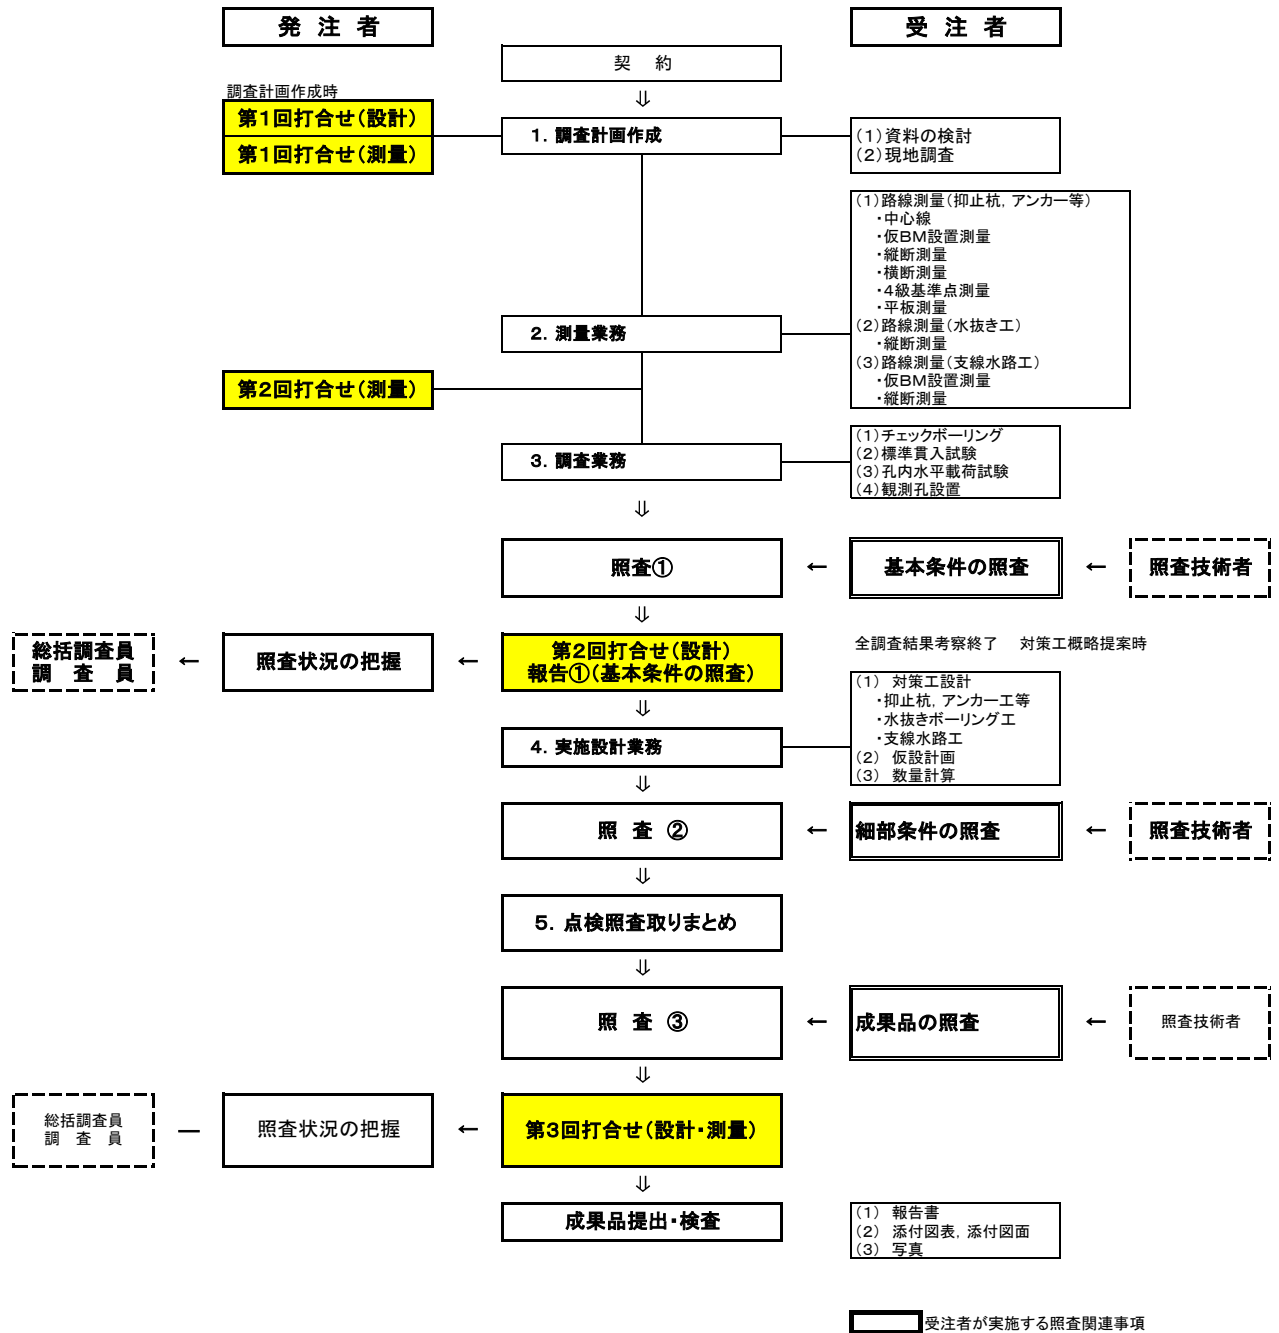 発 注 者
受 注 者
契 約
⇓
調査計画作成時
第1回打合せ（設計）
第1回打合せ（測量）
1．調査計画作成
（1）資料の検討
（2）現地調査
（1）路線測量（抑止杭，アンカー等）
・中心線
・仮BM設置測量
・縦断測量
・横断測量
・4級基準点測量
・平板測量
（2）路線測量（水抜き工）
・縦断測量
（3）路線測量（支線水路工）
・仮BM設置測量
・縦断測量
2．測量業務
第2回打合せ（測量）
3．調査業務
（1）チェックボーリング
（2）標準貫入試験
（3）孔内水平載荷試験
（4）観測孔設置
⇓
照査①
←
基本条件の照査
←
照査技術者
⇓
総括調査員
調 査 員
←
照査状況の把握
←
第2回打合せ（設計）
報告①（基本条件の照査）
全調査結果考察終了 対策工概略提案時
⇓
4．実施設計業務
（1） 対策工設計
・抑止杭，アンカー工等
・水抜きボーリング工
・支線水路工
（2） 仮設計画
（3） 数量計算
⇓
照 査 ②
←
細部条件の照査
←
照査技術者
⇓
5．点検照査取りまとめ
⇓
照 査 ③
←
成果品の照査
←
照査技術者
⇓
総括調査員
調 査 員
―
照査状況の把握
←
第3回打合せ（設計・測量）
⇓
成果品提出・検査
（1） 報告書
（2） 添付図表，添付図面
（3） 写真
受注者が実施する照査関連事項